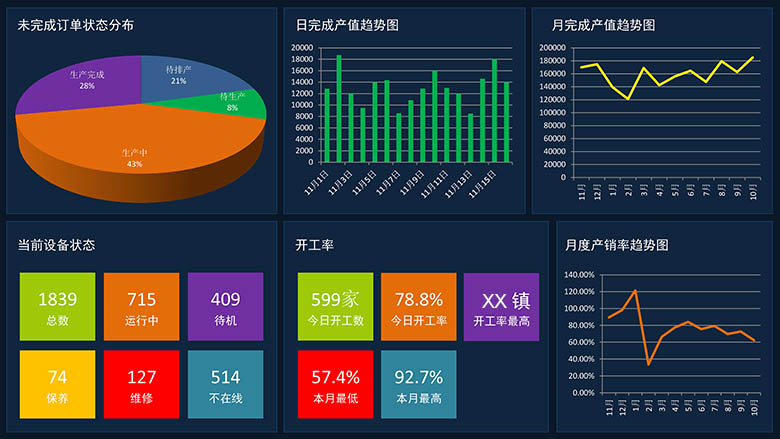 未完成订单状态分布
生产完成
28%
待排产
21%
待生产
8%
生产中
43%
日完成产值趋势图
20000
18000
16000
14000
12000
10000
8000
6000
4000
2000
0
11月1日
11月3日
11月5日
11月7日
11月9日
11月11日
11月13日
11月15日
月完成产值趋势图
200000
180000
160000
140000
120000
100000
80000
60000
40000
20000
0
11月
12月
1月
2月
3月
4月
5月
6月
7月
8月
9月
10月
当前设备状态
1839
总数
715
运行中
409
待机
74
保养
127
维修
514
不在线
开工率
599家
今日开工数
78.8%
今日开工率
XX 镇
开工率最高
57.4%
本月最低
92.7%
本月最高
月度产销率趋势图
140.00%
120.00%
100.00%
80.00%
60.00%
40.00%
20.00%
0.00%
11月
12月
1月
2月
3月
4月
5月
6月
7月
8月
9月
10月